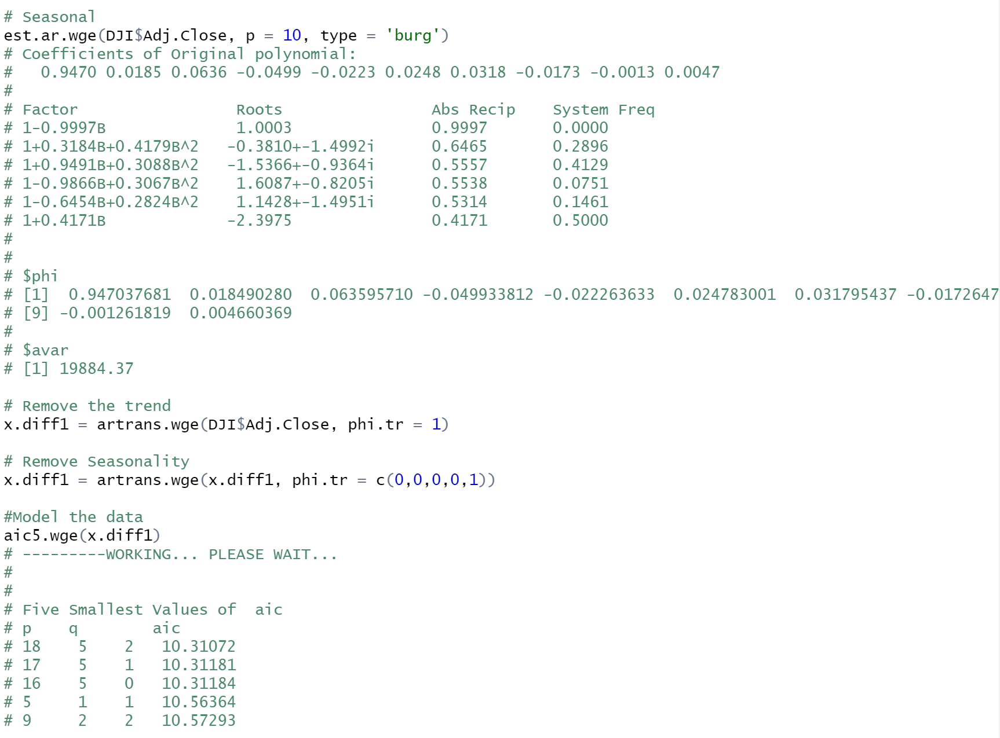 # Seasonal
est.ar.wge(DJI$Adj.Close, p = 10, type = 'burg')
# Coefficients of Original polynomial:
#   0.9470 0.0185 0.0636 -0.0499 -0.0223 0.0248 0.0318 -0.0173 -0.0013 0.0047
#
# Factor                 Roots                Abs Recip    System Freq
# 1-0.9997B              1.0003               0.9997       0.0000
# 1+0.3184B+0.4179B^2   -0.3810+-1.4992i      0.6465       0.2896
# 1+0.9491B+0.3088B^2   -1.5366+-0.9364i      0.5557       0.4129
# 1-0.9866B+0.3067B^2    1.6087+-0.8205i      0.5538       0.0751
# 1-0.6454B+0.2824B^2    1.1428+-1.4951i      0.5314       0.1461
# 1+0.4171B             -2.3975               0.4171       0.5000
#
#
# $phi
# [1]  0.947037681  0.018490280  0.063595710 -0.049933812 -0.022263633  0.024783001  0.031795437 -0.0172647
# [9] -0.001261819  0.004660369
#
# $avar
# [1] 19884.37
# Remove the trend
x.diff1 = artrans.wge(DJI$Adj.Close, phi.tr = 1)
# Remove Seasonality
x.diff1 = artrans.wge(x.diff1, phi.tr = c(0,0,0,0,1))
#Model the data
aic5.wge(x.diff1)
# ---------WORKING... PLEASE WAIT...
#
#
# Five Smallest Values of  aic
# p    q        aic
# 18    5    2   10.31072
# 17    5    1   10.31181
# 16    5    0   10.31184
# 5     1    1   10.56364
# 9     2    2   10.57293